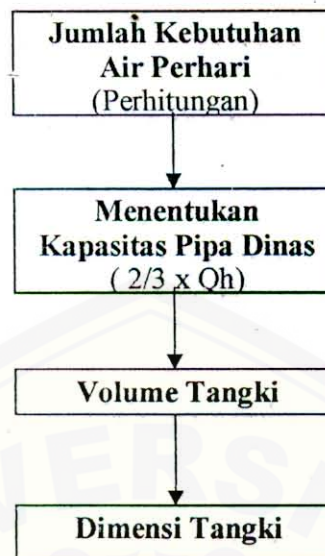 Jumlah Kebutuhan
Air Perhari
(Perhitungan)
Menentukan
Kapasitas Pipa Dinas
( 2/3 x Qh)
Volume Tangki
Dimensi Tangki